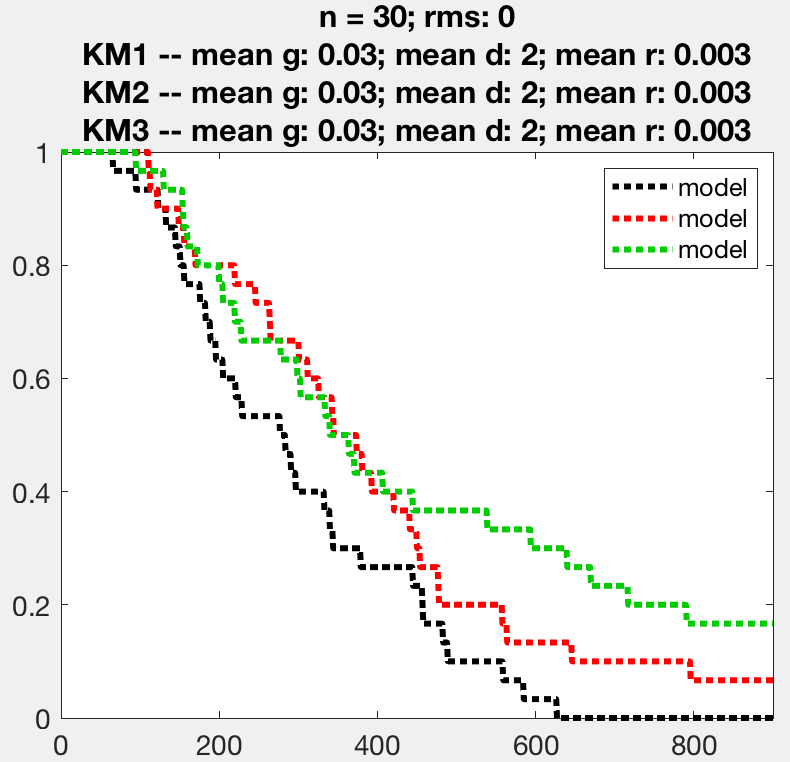 n = 30; rms: 0
KM1 -- mean g: 0.03; mean d: 2; mean r: 0.003
KM2 -- mean g: 0.03; mean d: 2; mean r: 0.003
KM3 -- mean g: 0.03; mean d: 2; mean r: 0.003
1
model
model
model
0.8
0.6
0.4
0.2
0
0 200 400 600 800